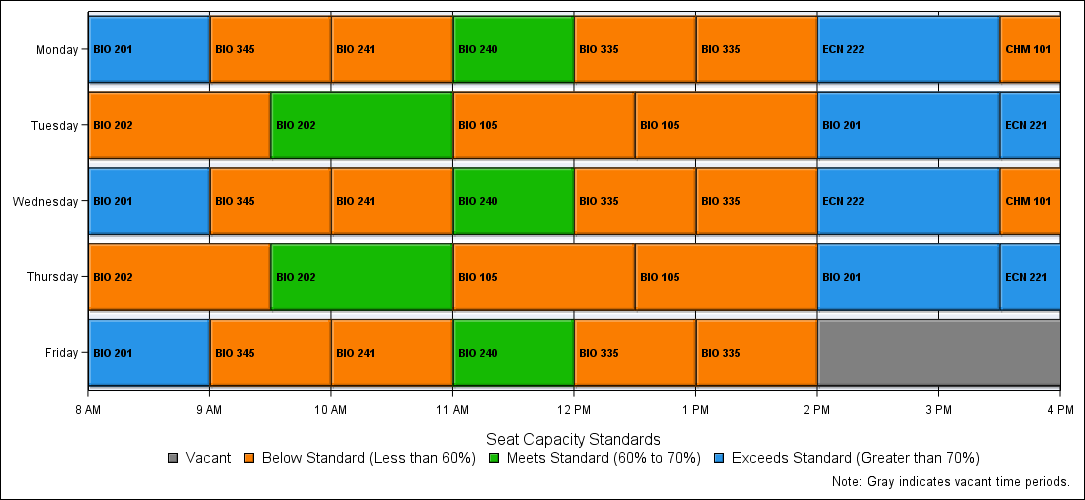 Monday BIO 201 BIO 345 BIO 241 BIO 240 BIO 335 BIO 335 ECN 222 CHM 101
Tuesday BIO 202 BIO 202 BIO 105 BIO 105 BIO 201 ECN 221
Wednesday BIO 201 BIO 345 BIO 241 BIO 240 BIO 335 BIO 335 ECN 222 CHM 101
Thursday BIO 202 BIO 202 BIO 105 BIO 105 BIO 201 ECN 221
Friday BIO 201 BIO 345 BIO 241 BIO 240 BIO 335 BIO 335
8 AM 9 AM 10 AM 11 AM 12 PM 1 PM 2 PM 3 PM 4 PM
Seat Capacity Standards
Vacant Below Standard (Less than 60%) Meets Standard (60% to 70%) Exceeds Standard (Greater than 70%)
Note: Gray indicates vacant time periods.